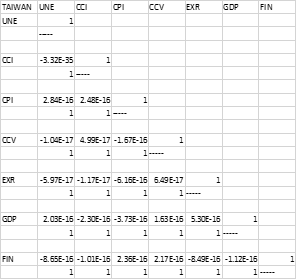 TAIWAN UNE CCI CPI CCV EXR GDP FIN
UNE 1
-----
CCI -3.32E-35 1
1 -----
CPI 2.84E-16 2.48E-16 1
1 1 -----
CCV -1.04E-17 4.99E-17 -1.67E-16 1
1 1 1 -----
EXR -5.97E-17 -1.17E-17 -6.16E-16 6.49E-17 1
1 1 1 1 -----
GDP 2.03E-16 -2.30E-16 -3.73E-16 1.63E-16 5.30E-16 1
1 1 1 1 1 -----
FIN -8.65E-16 -1.01E-16 2.36E-16 2.17E-16 -8.49E-16 -1.12E-16 1
1 1 1 1 1 1 -----